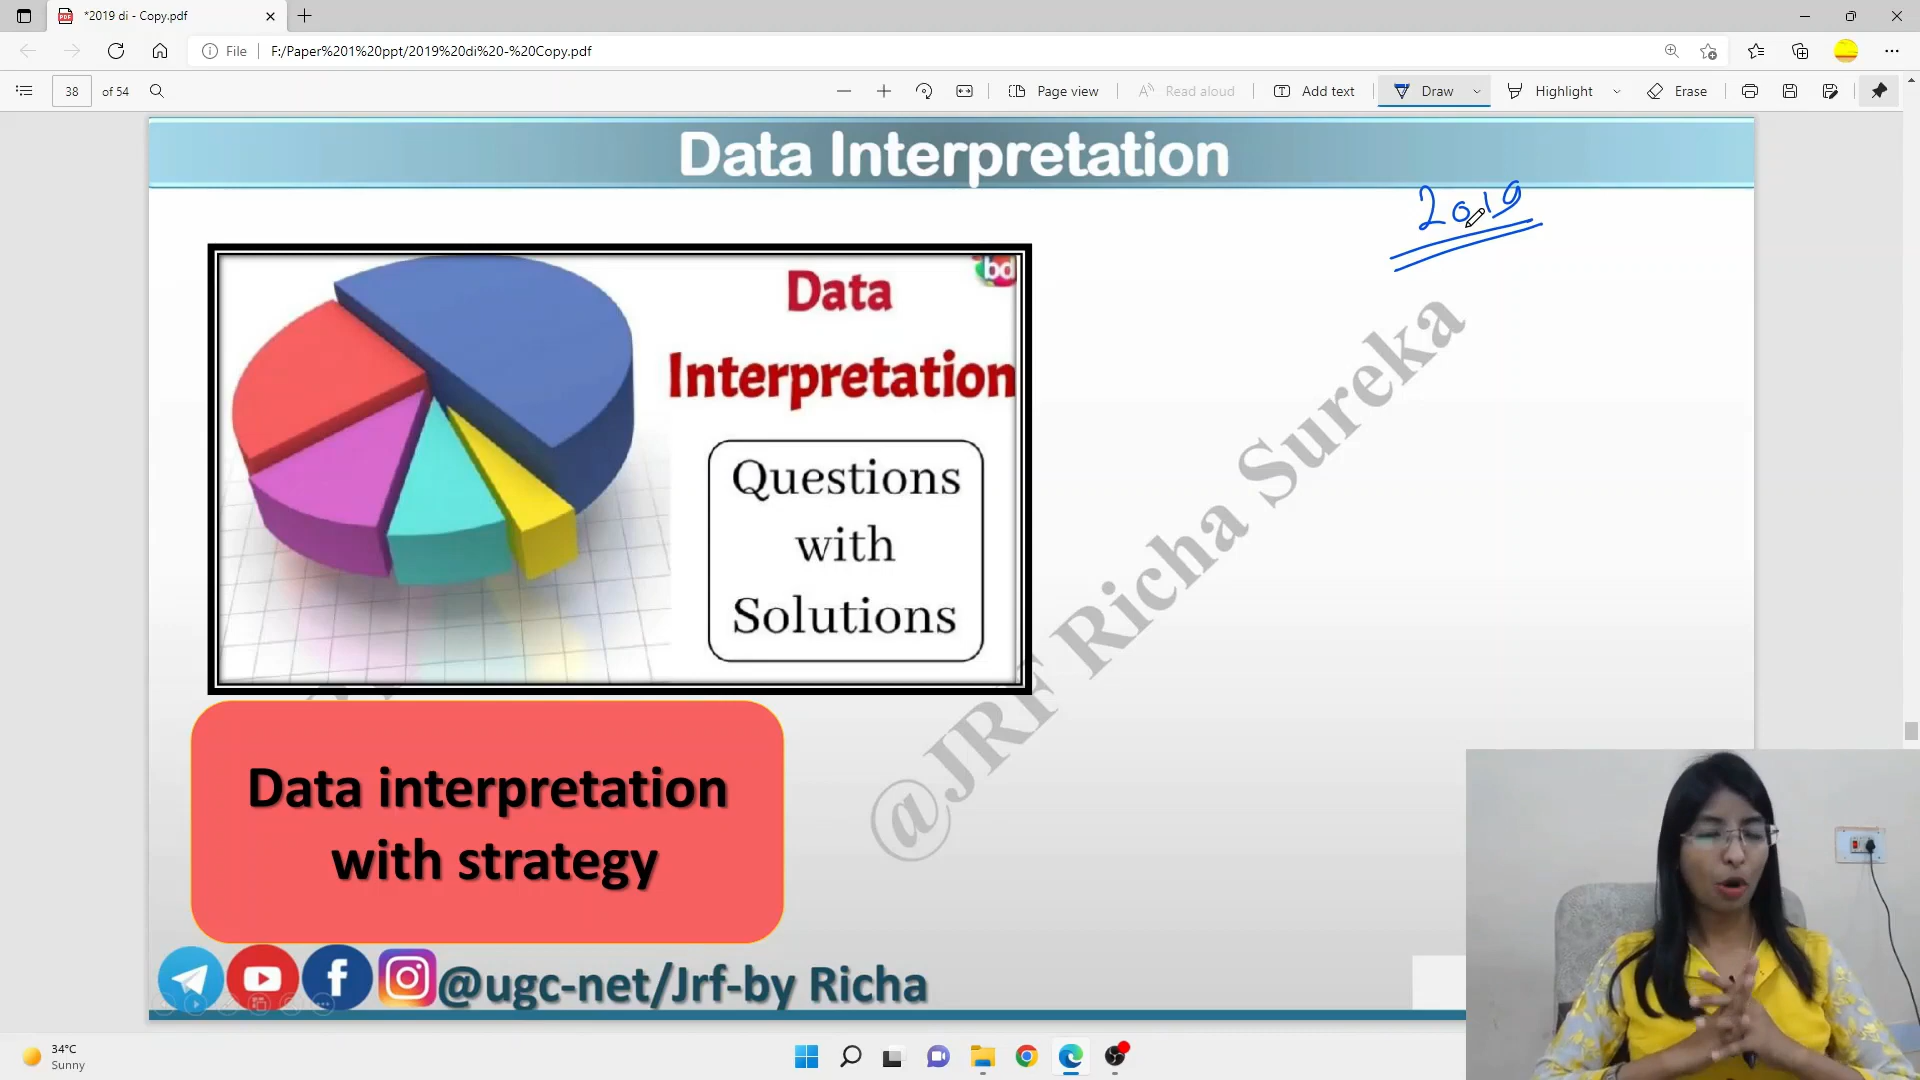 *2019 di - Copy.pdf
File
F:/Paper%201%20ppt/2019%20di%20-%20Copy.pdf
38
of 54
Page view
Read aloud
Add text
Draw
Highlight
Erase
Data Interpretation
2019
bd
Data
Interpretation
Questions
with
Solutions
@JRF Richa Sureka
Data interpretation
with strategy
@ugc-net/Jrf-by Richa
34°C
Sunny